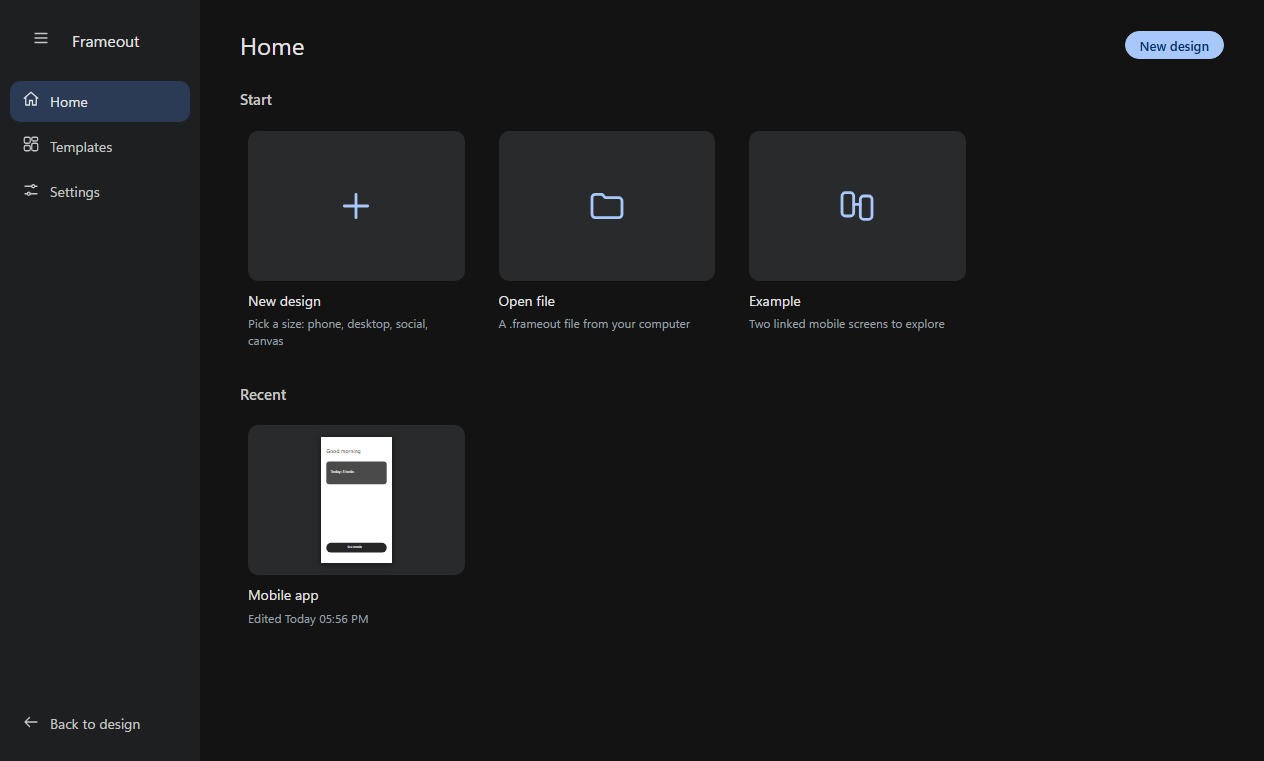 Frameout
Home
Templates
Settings
Back to design
Home
New design
Start
New design
Pick a size: phone, desktop, social,
canvas
Open file
A .frameout file from your computer
Example
Two linked mobile screens to explore
Recent
Good morning
Mobile app
Edited Today 05:56 PM